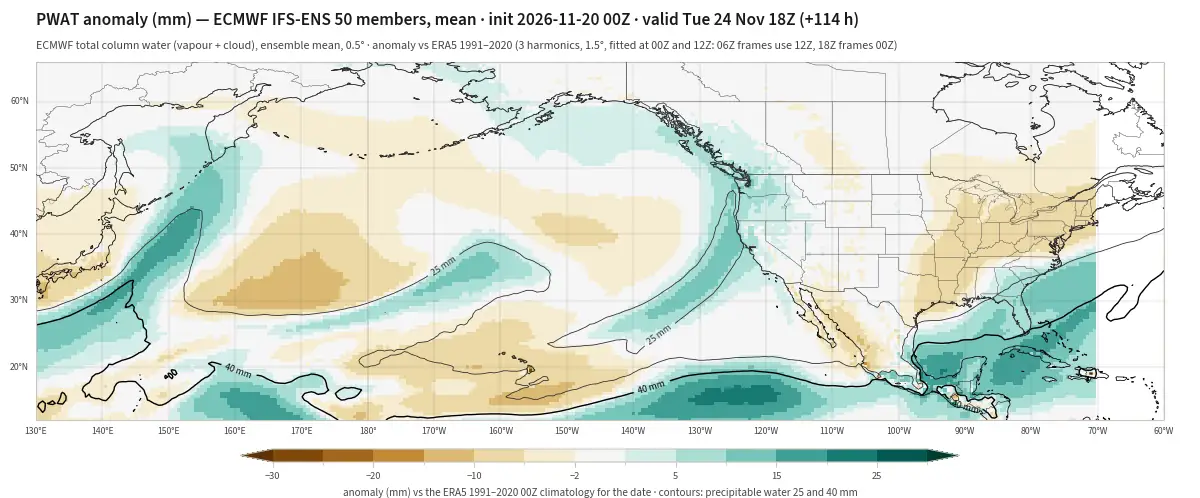 PWAT anomaly (mm) — ECMWF IFS-ENS 50 members, mean · init 2026-11-20 00Z · valid Tue 24 Nov 18Z (+114 h)
ECMWF total column water (vapour + cloud), ensemble mean, 0.5° · anomaly vs ERA5 1991–2020 (3 harmonics, 1.5°, fitted at 00Z and 12Z: 06Z frames use 12Z, 18Z frames 00Z)
60°N
50°N
40°N
30°N
20°N
25 mm
25 mm
40 mm
40 mm
40 mm
130°E 140°E 150°E 160°E 170°E 180° 170°W 160°W 150°W 140°W 130°W 120°W 110°W 100°W 90°W 80°W 70°W 60°W
−30 −20 −10 −2 5 15 25
anomaly (mm) vs the ERA5 1991–2020 00Z climatology for the date · contours: precipitable water 25 and 40 mm